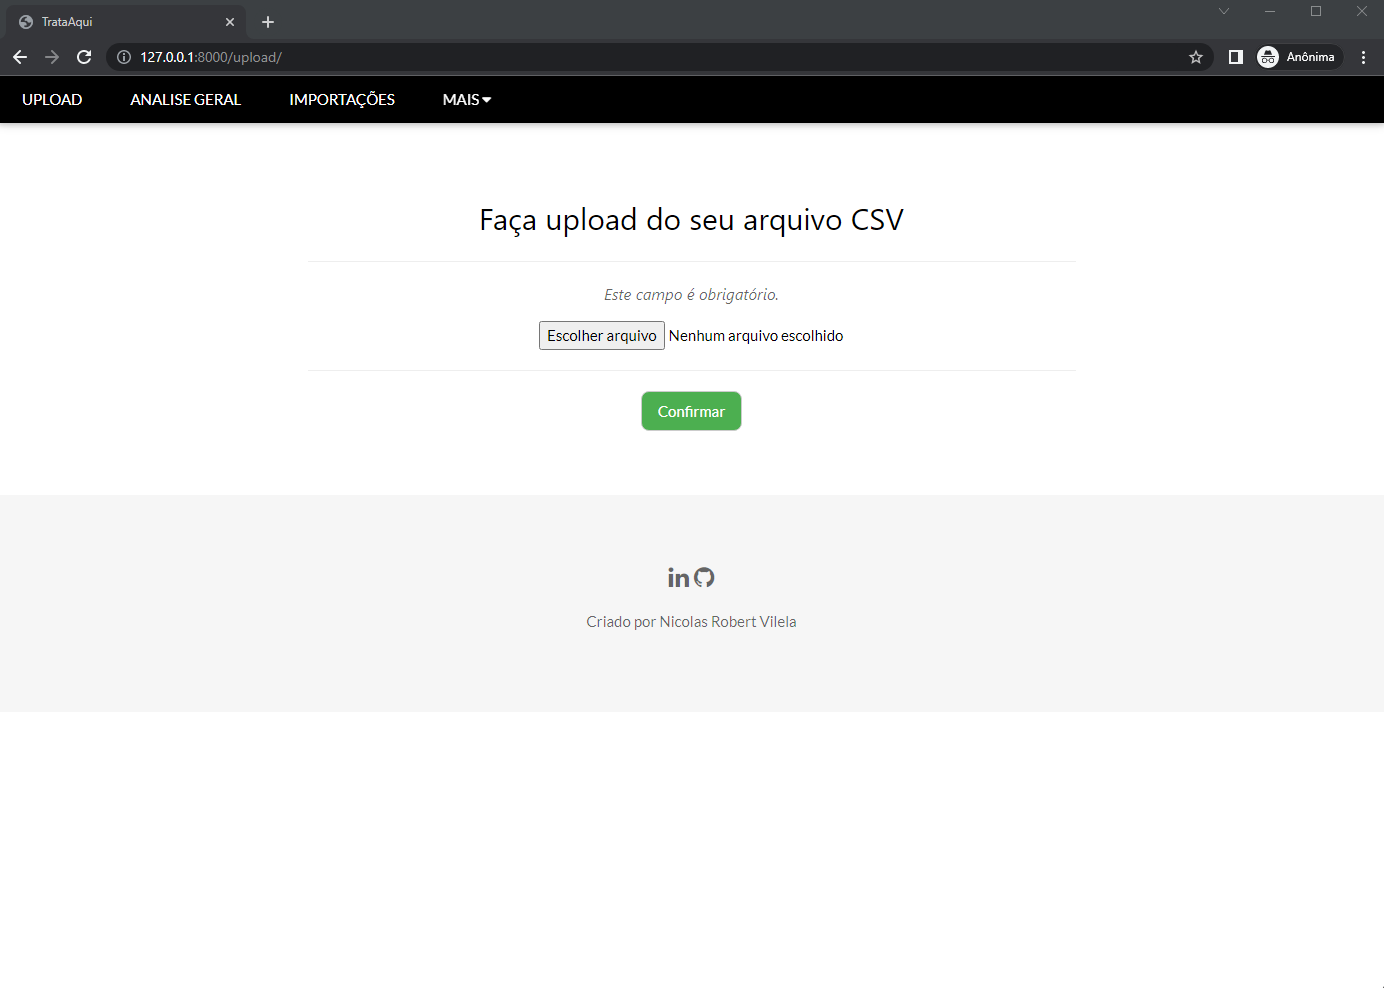 TrataAqui
127.0.0.1:8000/upload/
Anônima
UPLOAD ANALISE GERAL IMPORTAÇÕES MAIS
Faça upload do seu arquivo CSV
Este campo é obrigatório.
Escolher arquivo Nenhum arquivo escolhido
Confirmar
in
Criado por Nicolas Robert Vilela